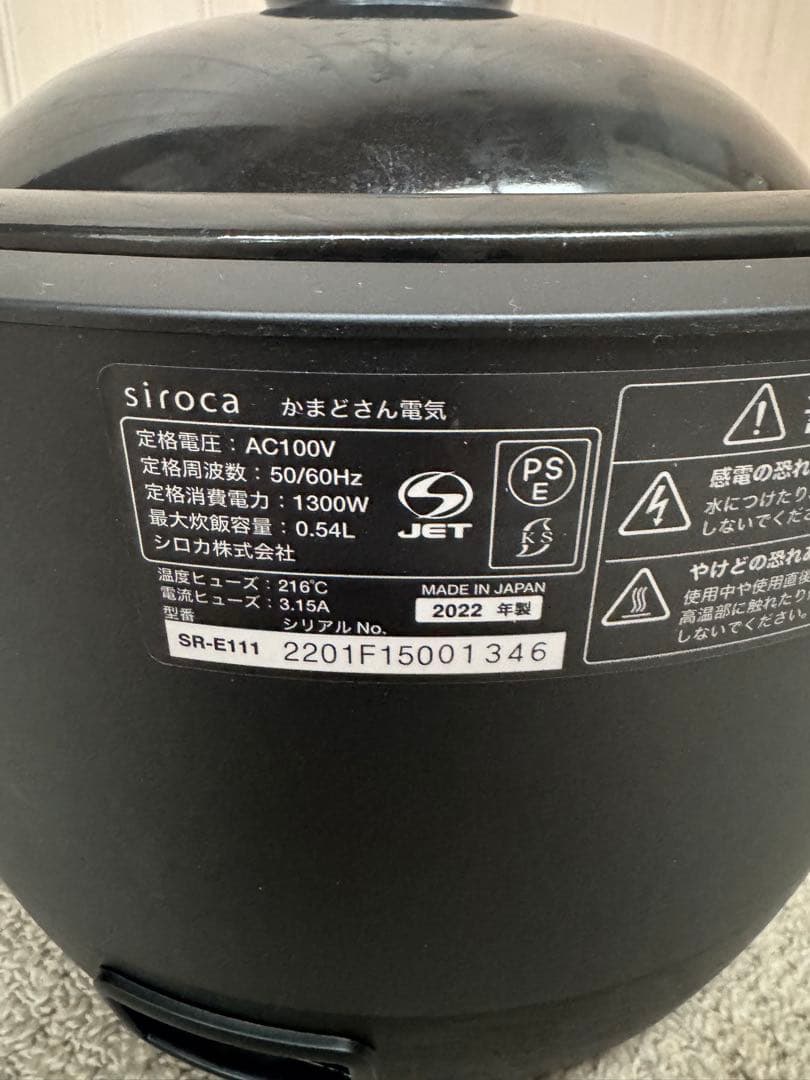 siroca かまどさん電気
定格電圧：AC100V
定格周波数：50/60Hz
定格消費電力：1300W
最大炊飯容量：0.54L
シロカ株式会社
JET
PS
E
KS
温度ヒューズ：216℃
電流ヒューズ：3.15A
MADE IN JAPAN
2022 年製
型番 シリアルNo.
SR-E111 2201F15001346
感電の恐れ
水につけたり
しないでくだ
やけどの恐れあ
使用中や使用直後
高温部に触れたり
しないでください